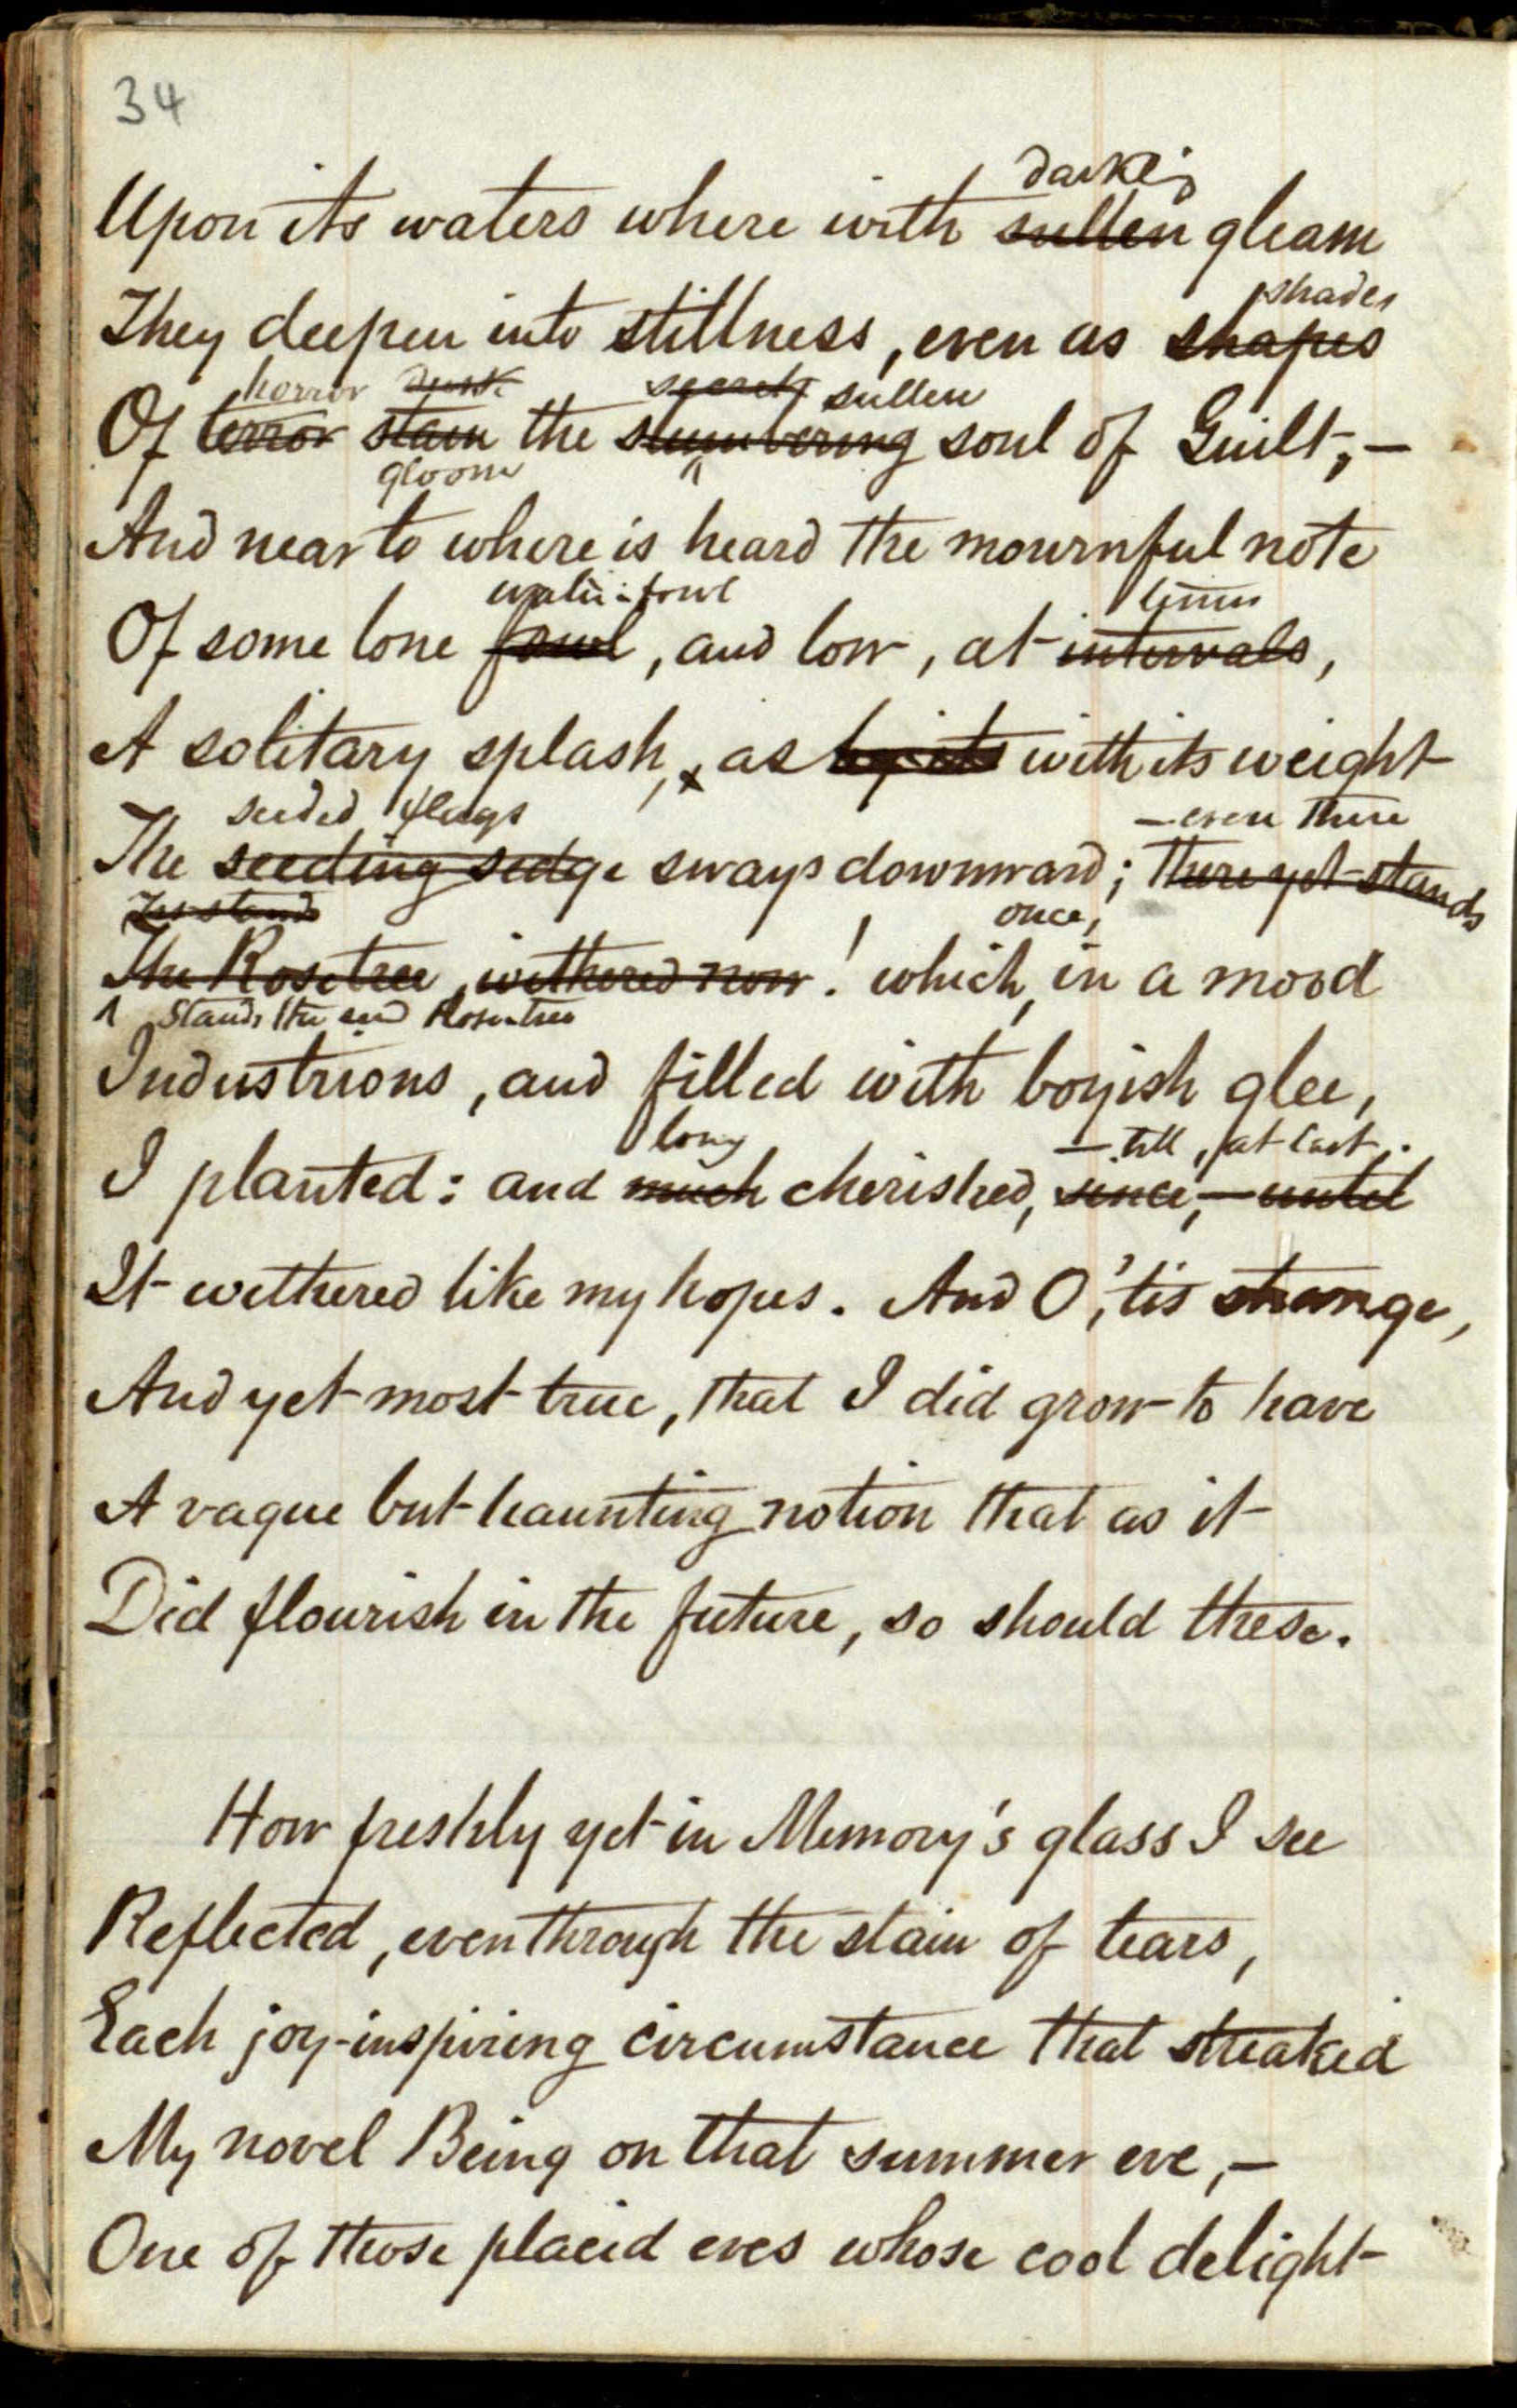 34
darkling
Upon its waters where with sullen gleam
shades
They deepen into stillness, even as shapes
horror dusk secret sullen
Of terror stain the slumbering soul of Guilt;—
gloom
And near to where is heard the mournful note
water-fowl times
Of some lone fowl, and low, at intervals,
A solitary splash, as by its with its weight
seeded flags —even there
The seeding sedge sways downward; There yet stands
The Rosetree, withered now! which, in a mood
once,
Stands the Rose-tree
Industrious, and filled with boyish glee,
long —till, at last,
I planted: and much cherished, since,—until
It withered like my hopes. And O, 'tis strange,
And yet most true, that I did grow to have
A vague but haunting notion that as it
Did flourish in the future, so should these.
How freshly yet in Memory's glass I see
Reflected, even through the stain of tears,
Each joy-inspiring circumstance that streaked
My novel Being on that summer eve,—
One of those placid eves whose cool delight